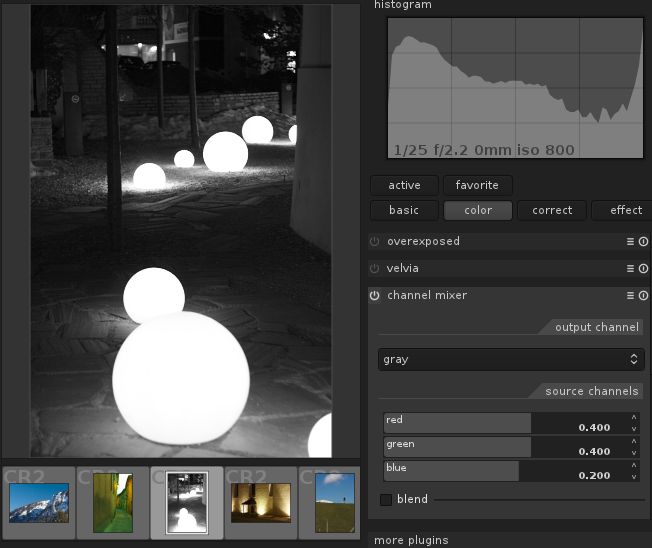 histogram
1/25 f/2.2 0mm iso 800
active favorite
basic color correct effect
overexposed
velvia
channel mixer
output channel
gray
source channels
red 0.400
green 0.400
blue 0.200
blend
more plugins
CR2 CR2 CR2 CR2 CR2